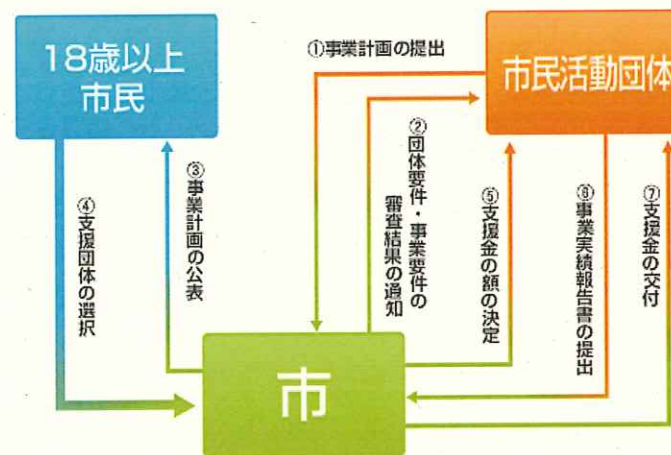 18歳以上
市民
①事業計画の提出
市民活動団体
②団体要件・事業要件の
審査結果の通知
③事業計画の公表
④支援団体の選択
⑤支援金の額の決定
⑥事業実績報告書の提出
⑦支援金の交付
市